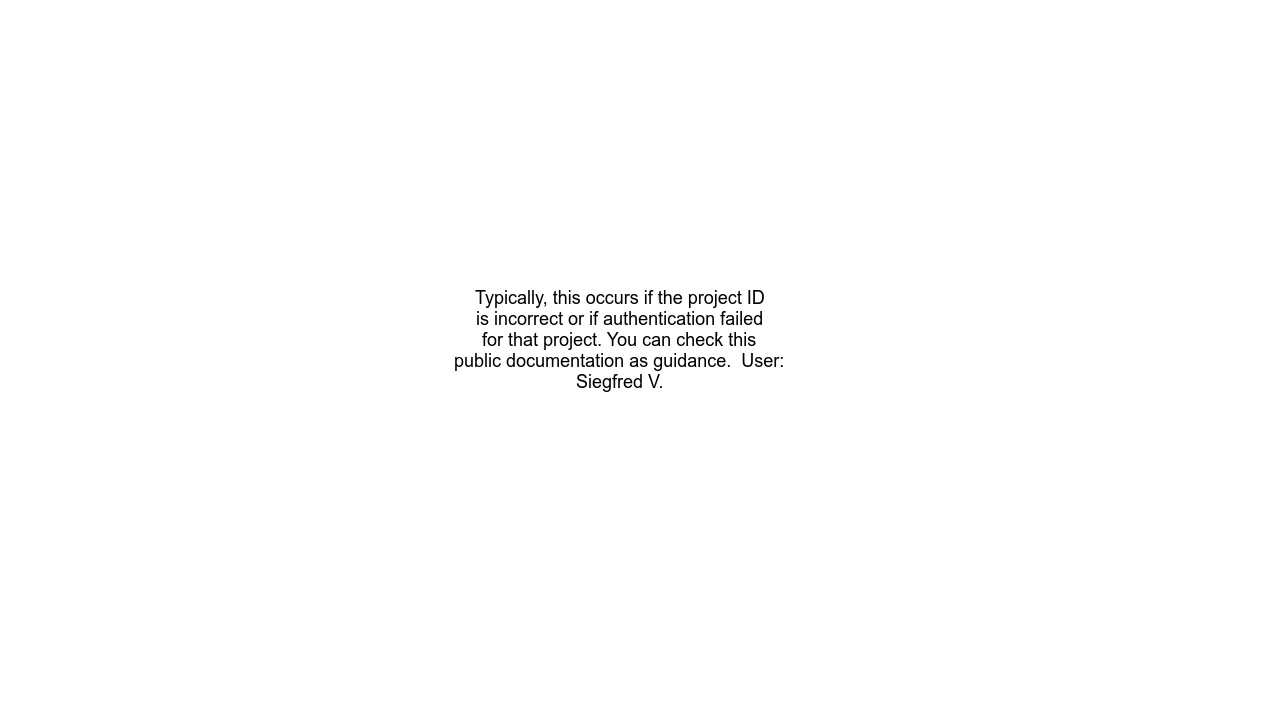 Typically, this occurs if the project ID
is incorrect or if authentication failed
for that project. You can check this
public documentation as guidance.  User:
Siegfred V.